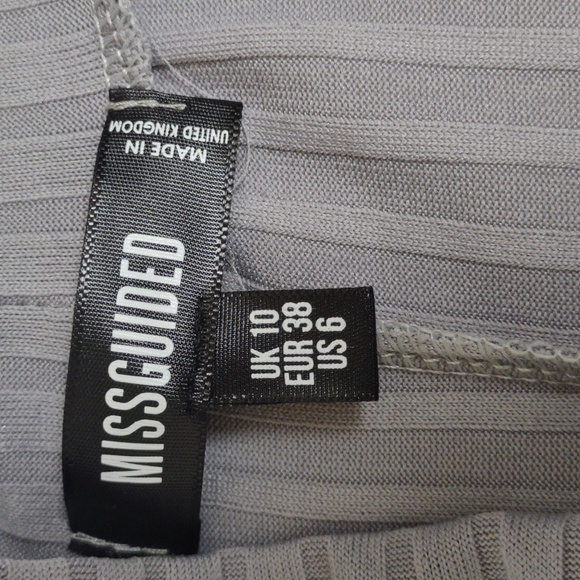 MISSGUIDED
MADE IN
UNITED KINGDOM
UK 10
EUR 38
US 6